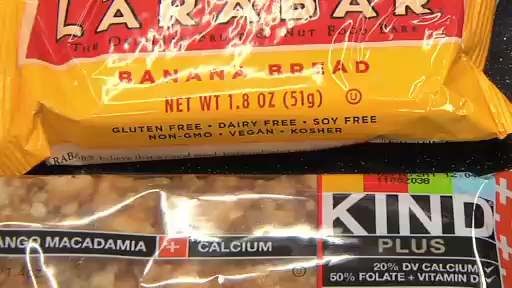 LARABAR
BANANA BREAD
NET WT 1.8 OZ (51g) U
GLUTEN FREE • DAIRY FREE • SOY FREE
NON-GMO • VEGAN • KOSHER
KIND
ANGO MACADAMIA + CALCIUM
PLUS
20% DV CALCIUM
50% FOLATE + VITAMIN D